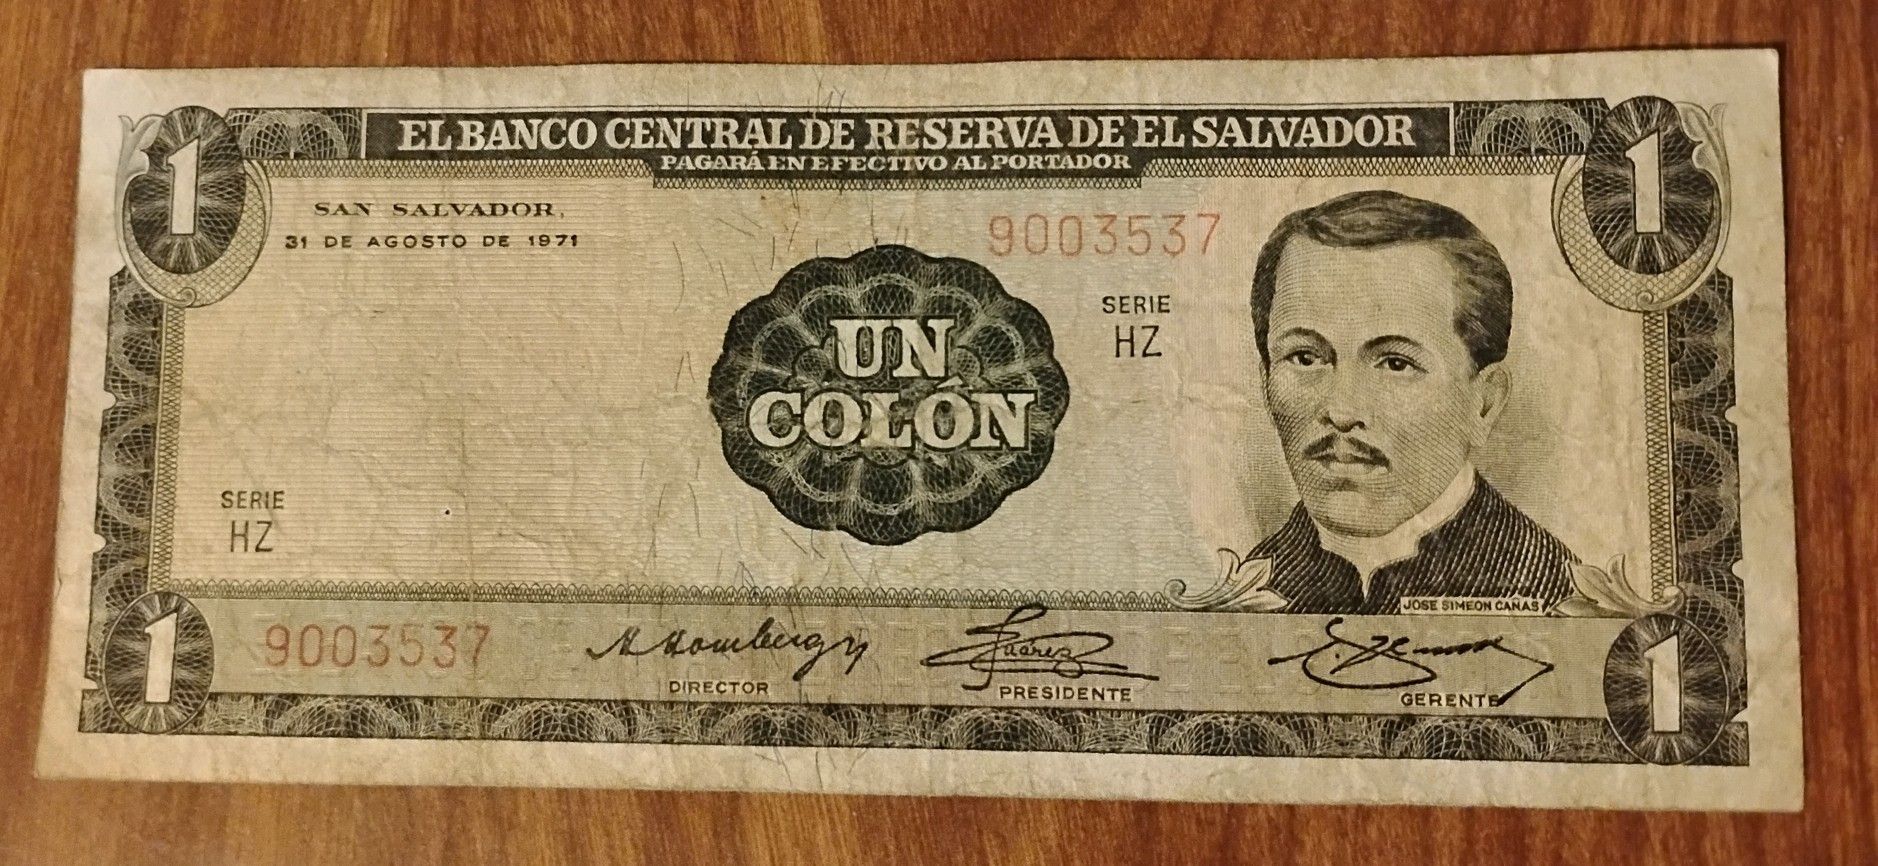 1
EL BANCO CENTRAL DE RESERVA DE EL SALVADOR
1
PAGARÁ EN EFECTIVO AL PORTADOR
SAN SALVADOR,
31 DE AGOSTO DE 1971
9003537
SERIE
HZ
UN
COLÓN
SERIE
HZ
JOSE SIMEON CAÑAS
1
9003537
DIRECTOR
PRESIDENTE
GERENTE
1